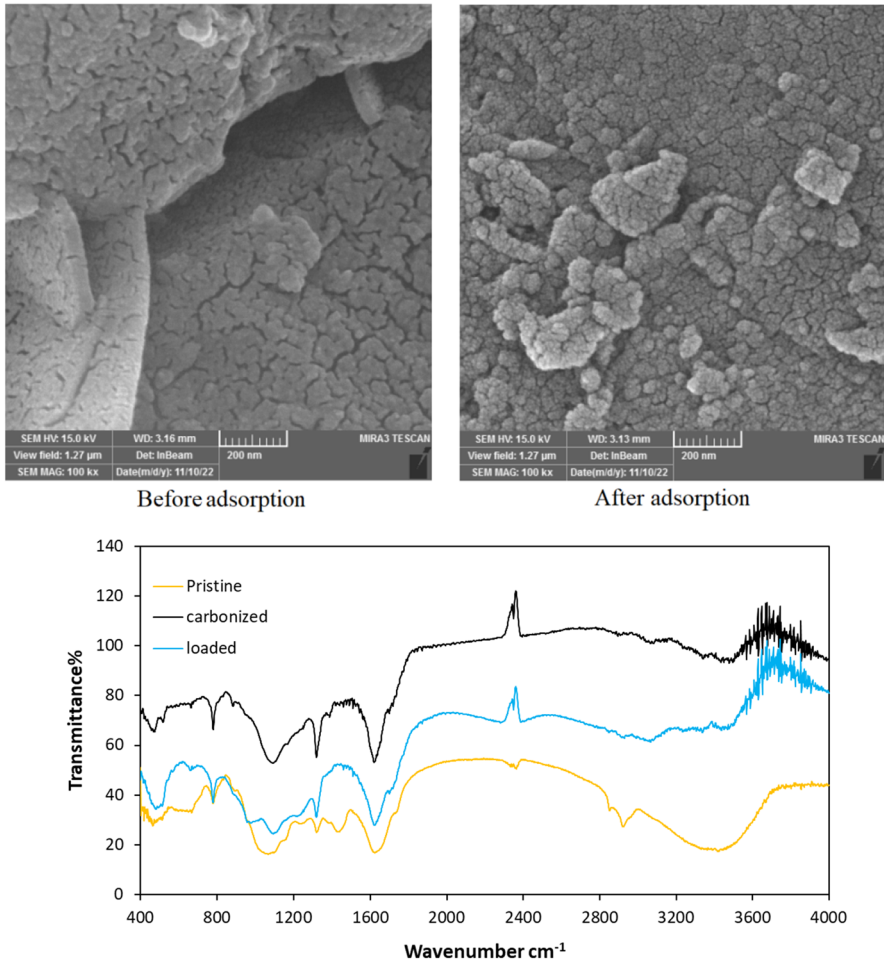 SEM HV: 15.0 kV WD: 3.16 mm MIRA3 TESCAN
View field: 1.27 µm Det: InBeam 200 nm
SEM MAG: 100 kx Date(m/d/y): 11/10/22
Before adsorption
SEM HV: 15.0 kV WD: 3.13 mm MIRA3 TESCAN
View field: 1.27 µm Det: InBeam 200 nm
SEM MAG: 100 kx Date(m/d/y): 11/10/22
After adsorption
Transmittance%
140
120
100
80
60
40
20
0
Pristine
carbonized
loaded
400 800 1200 1600 2000 2400 2800 3200 3600 4000
Wavenumber cm-1